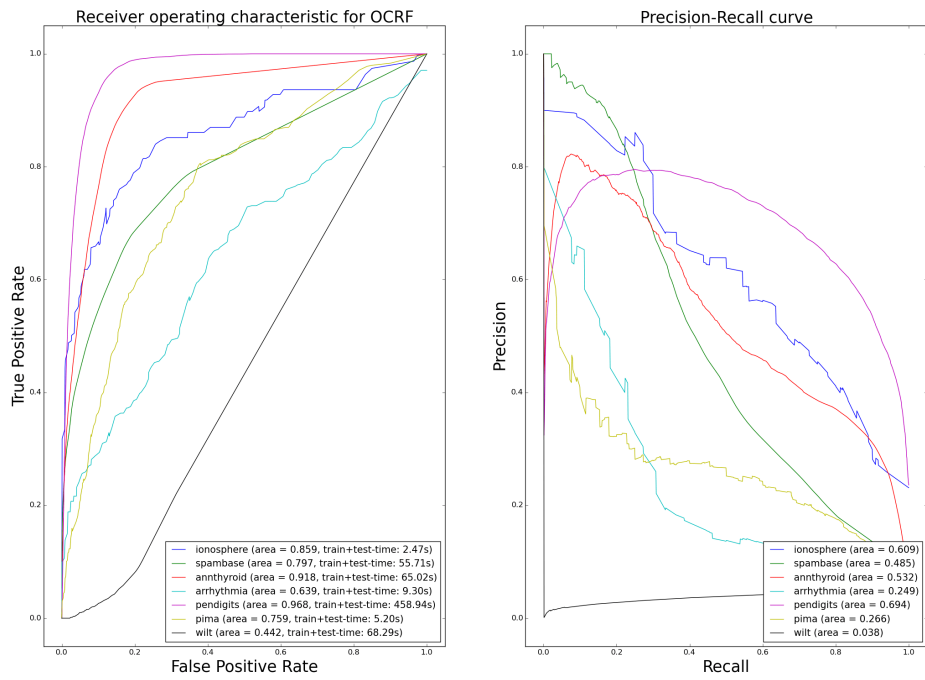 Receiver operating characteristic for OCRF
True Positive Rate
1.0
0.8
0.6
0.4
0.2
0.0
0.0 0.2 0.4 0.6 0.8 1.0
False Positive Rate
ionosphere (area = 0.859, train+test-time: 2.47s)
spambase (area = 0.797, train+test-time: 55.71s)
annthyroid (area = 0.918, train+test-time: 65.02s)
arrhythmia (area = 0.639, train+test-time: 9.30s)
pendigits (area = 0.968, train+test-time: 458.94s)
pima (area = 0.759, train+test-time: 5.20s)
wilt (area = 0.442, train+test-time: 68.29s)
Precision-Recall curve
Precision
1.0
0.8
0.6
0.4
0.2
0.0
0.0 0.2 0.4 0.6 0.8 1.0
Recall
ionosphere (area = 0.609)
spambase (area = 0.485)
annthyroid (area = 0.532)
arrhythmia (area = 0.249)
pendigits (area = 0.694)
pima (area = 0.266)
wilt (area = 0.038)